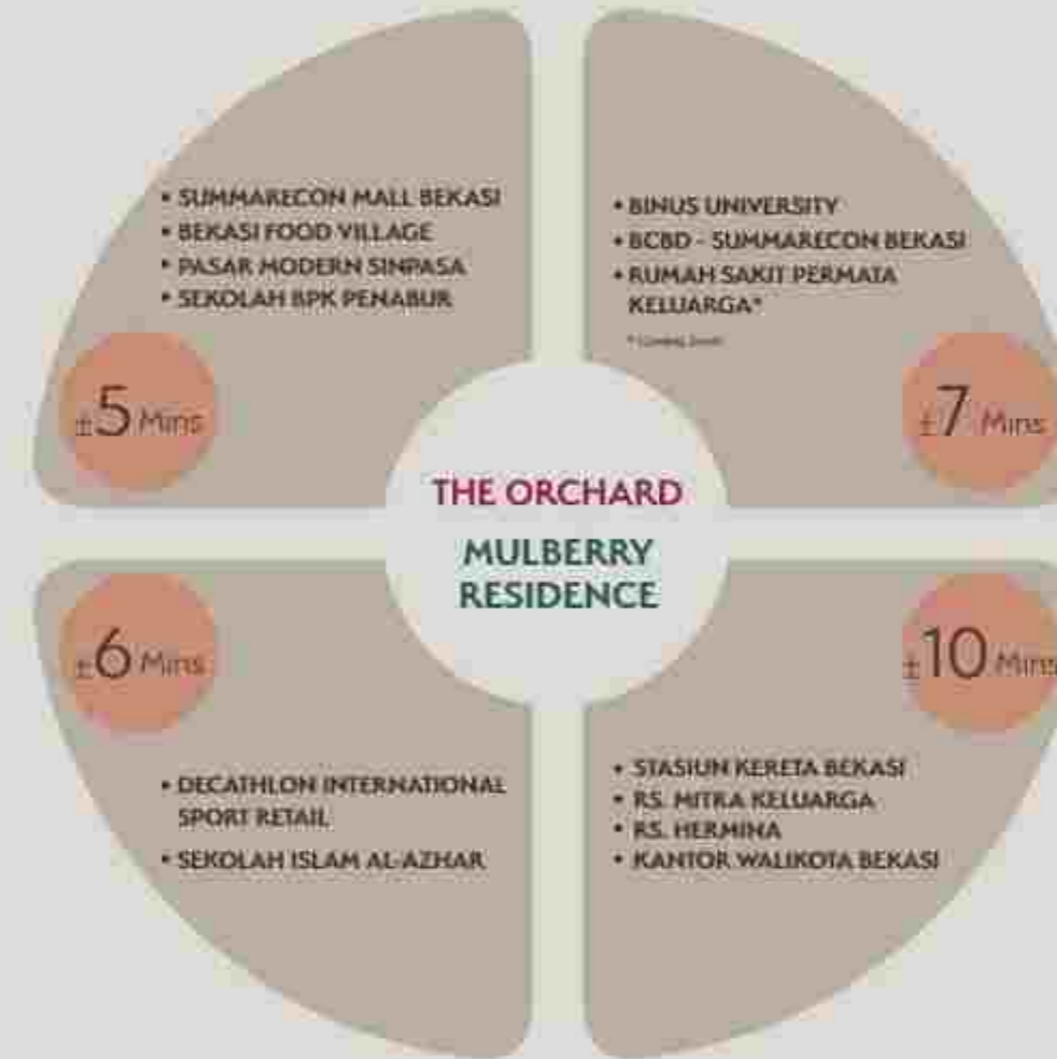 • SUMMARECON MALL BEKASI
• BEKASI FOOD VILLAGE
• PASAR MODERN SINPASA
• SEKOLAH BPK PENABUR
±5 Mins
• BINUS UNIVERSITY
• BCBD - SUMMARECON BEKASI
• RUMAH SAKIT PERMATA
KELUARGA*
* Coming Soon
±7 Mins
THE ORCHARD
MULBERRY
RESIDENCE
±6 Mins
• DECATHLON INTERNATIONAL
SPORT RETAIL
• SEKOLAH ISLAM AL-AZHAR
±10 Mins
• STASIUN KERETA BEKASI
• RS. MITRA KELUARGA
• RS. HERMINA
• KANTOR WALIKOTA BEKASI